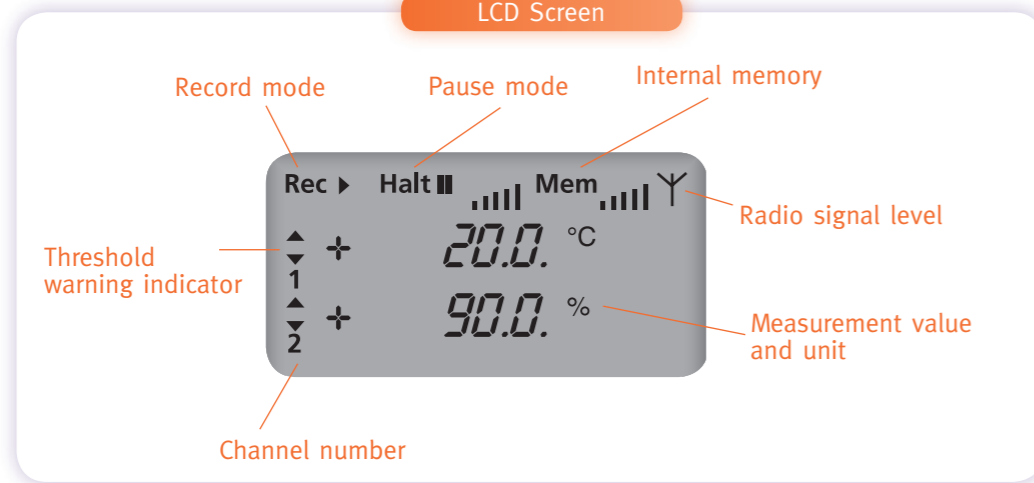 LCD Screen
Record mode
Pause mode
Internal memory
Rec Halt Mem
Radio signal level
Threshold
warning indicator
1
20.0. °C
2
90.0. %
Measurement value
and unit
Channel number